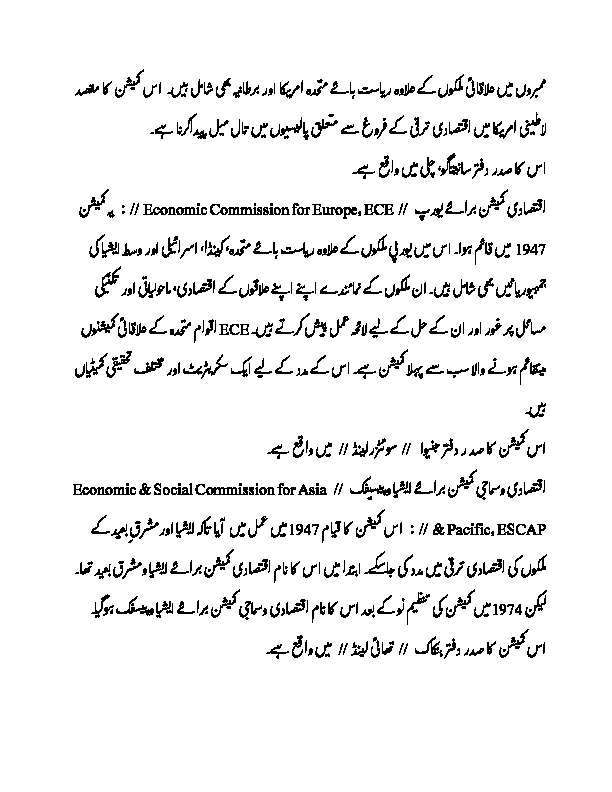 ممبروں میں علاقائی ملکوں کے علاوہ ریاست ہائے متحدہ امریکا اور برطانیہ بھی شامل ہیں۔ اس کمیشن کا مقصد
لاطینی امریکا میں اقتصادی ترقی کے فروغ سے متعلق پالیسیوں میں تال میل پیدا کرنا ہے۔
اس کا صدر دفتر سانتیاگو، چلی میں واقع ہے۔
اقتصادی کمیشن برائے یورپ // Economic Commission for Europe, ECE // : یہ کمیشن
1947 میں قائم ہوا۔ اس میں یورپی ملکوں کے علاوہ ریاست ہائے متحدہ، کینڈا، اسرائیل اور وسط ایشیا کی
جمہوریائیں بھی شامل ہیں۔ ان ملکوں کے نمائندے اپنے اپنے علاقوں کے اقتصادی، ماحولیاتی اور تکنیکی
مسائل پر غور اور ان کے حل کے لیے لائحہ عمل پیش کرتے ہیں۔ ECE اقوام متحدہ کے علاقائی کمیشنوں
میںقائم ہونے والا سب سے پہلا کمیشن ہے۔ اس کے مدد کے لیے ایک سکریٹریٹ اور مختلف تحقیقی کمیٹیاں
ہیں۔
اس کمیشن کا صدر دفتر جنیوا // سوئٹزرلینڈ // میں واقع ہے۔
اقتصادی و سماجی کمیشن برائے ایشیا وپیسیفک // Economic & Social Commission for Asia
& Pacific, ESCAP // : اس کمیشن کا قیام 1947 میں عمل میں آیا تاکہ ایشیا اور مشرق بعید کے
ملکوں کی اقتصادی ترقی میں مدد کی جاسکے۔ ابتدا میں اس کا نام اقتصادی کمیشن برائے ایشیا و مشرق بعید تھا۔
لیکن 1974 میں کمیشن کی تنظیم نو کے بعد اس کا نام اقتصادی و سماجی کمیشن برائے ایشیا وپیسیفک ہوگیا۔
اس کمیشن کا صدر دفتر بنکاک // تھائی لینڈ // میں واقع ہے۔